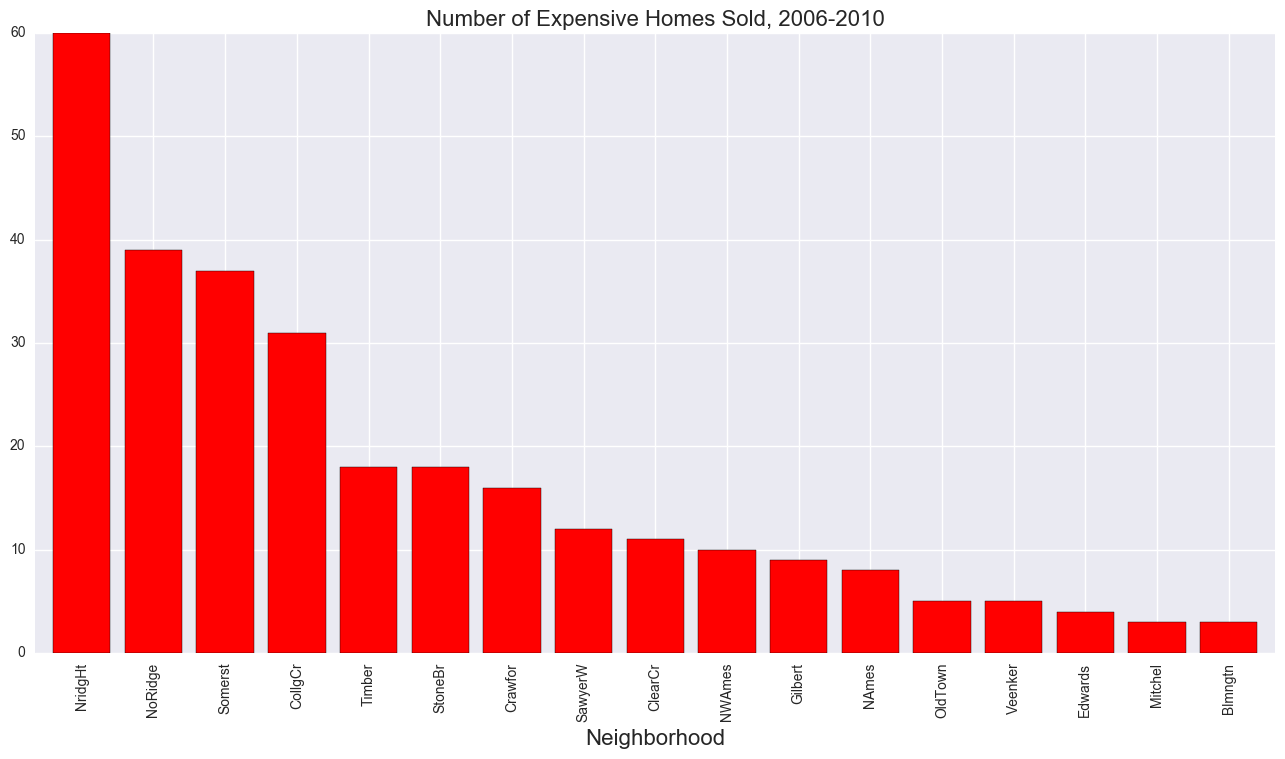 Number of Expensive Homes Sold, 2006-2010
60
50
40
30
20
10
0
NridgHt
NoRidge
Somerst
CollgCr
Timber
StoneBr
Crawfor
SawyerW
ClearCr
NWAmes
Gilbert
NAmes
OldTown
Veenker
Edwards
Mitchel
Blmngtn
Neighborhood